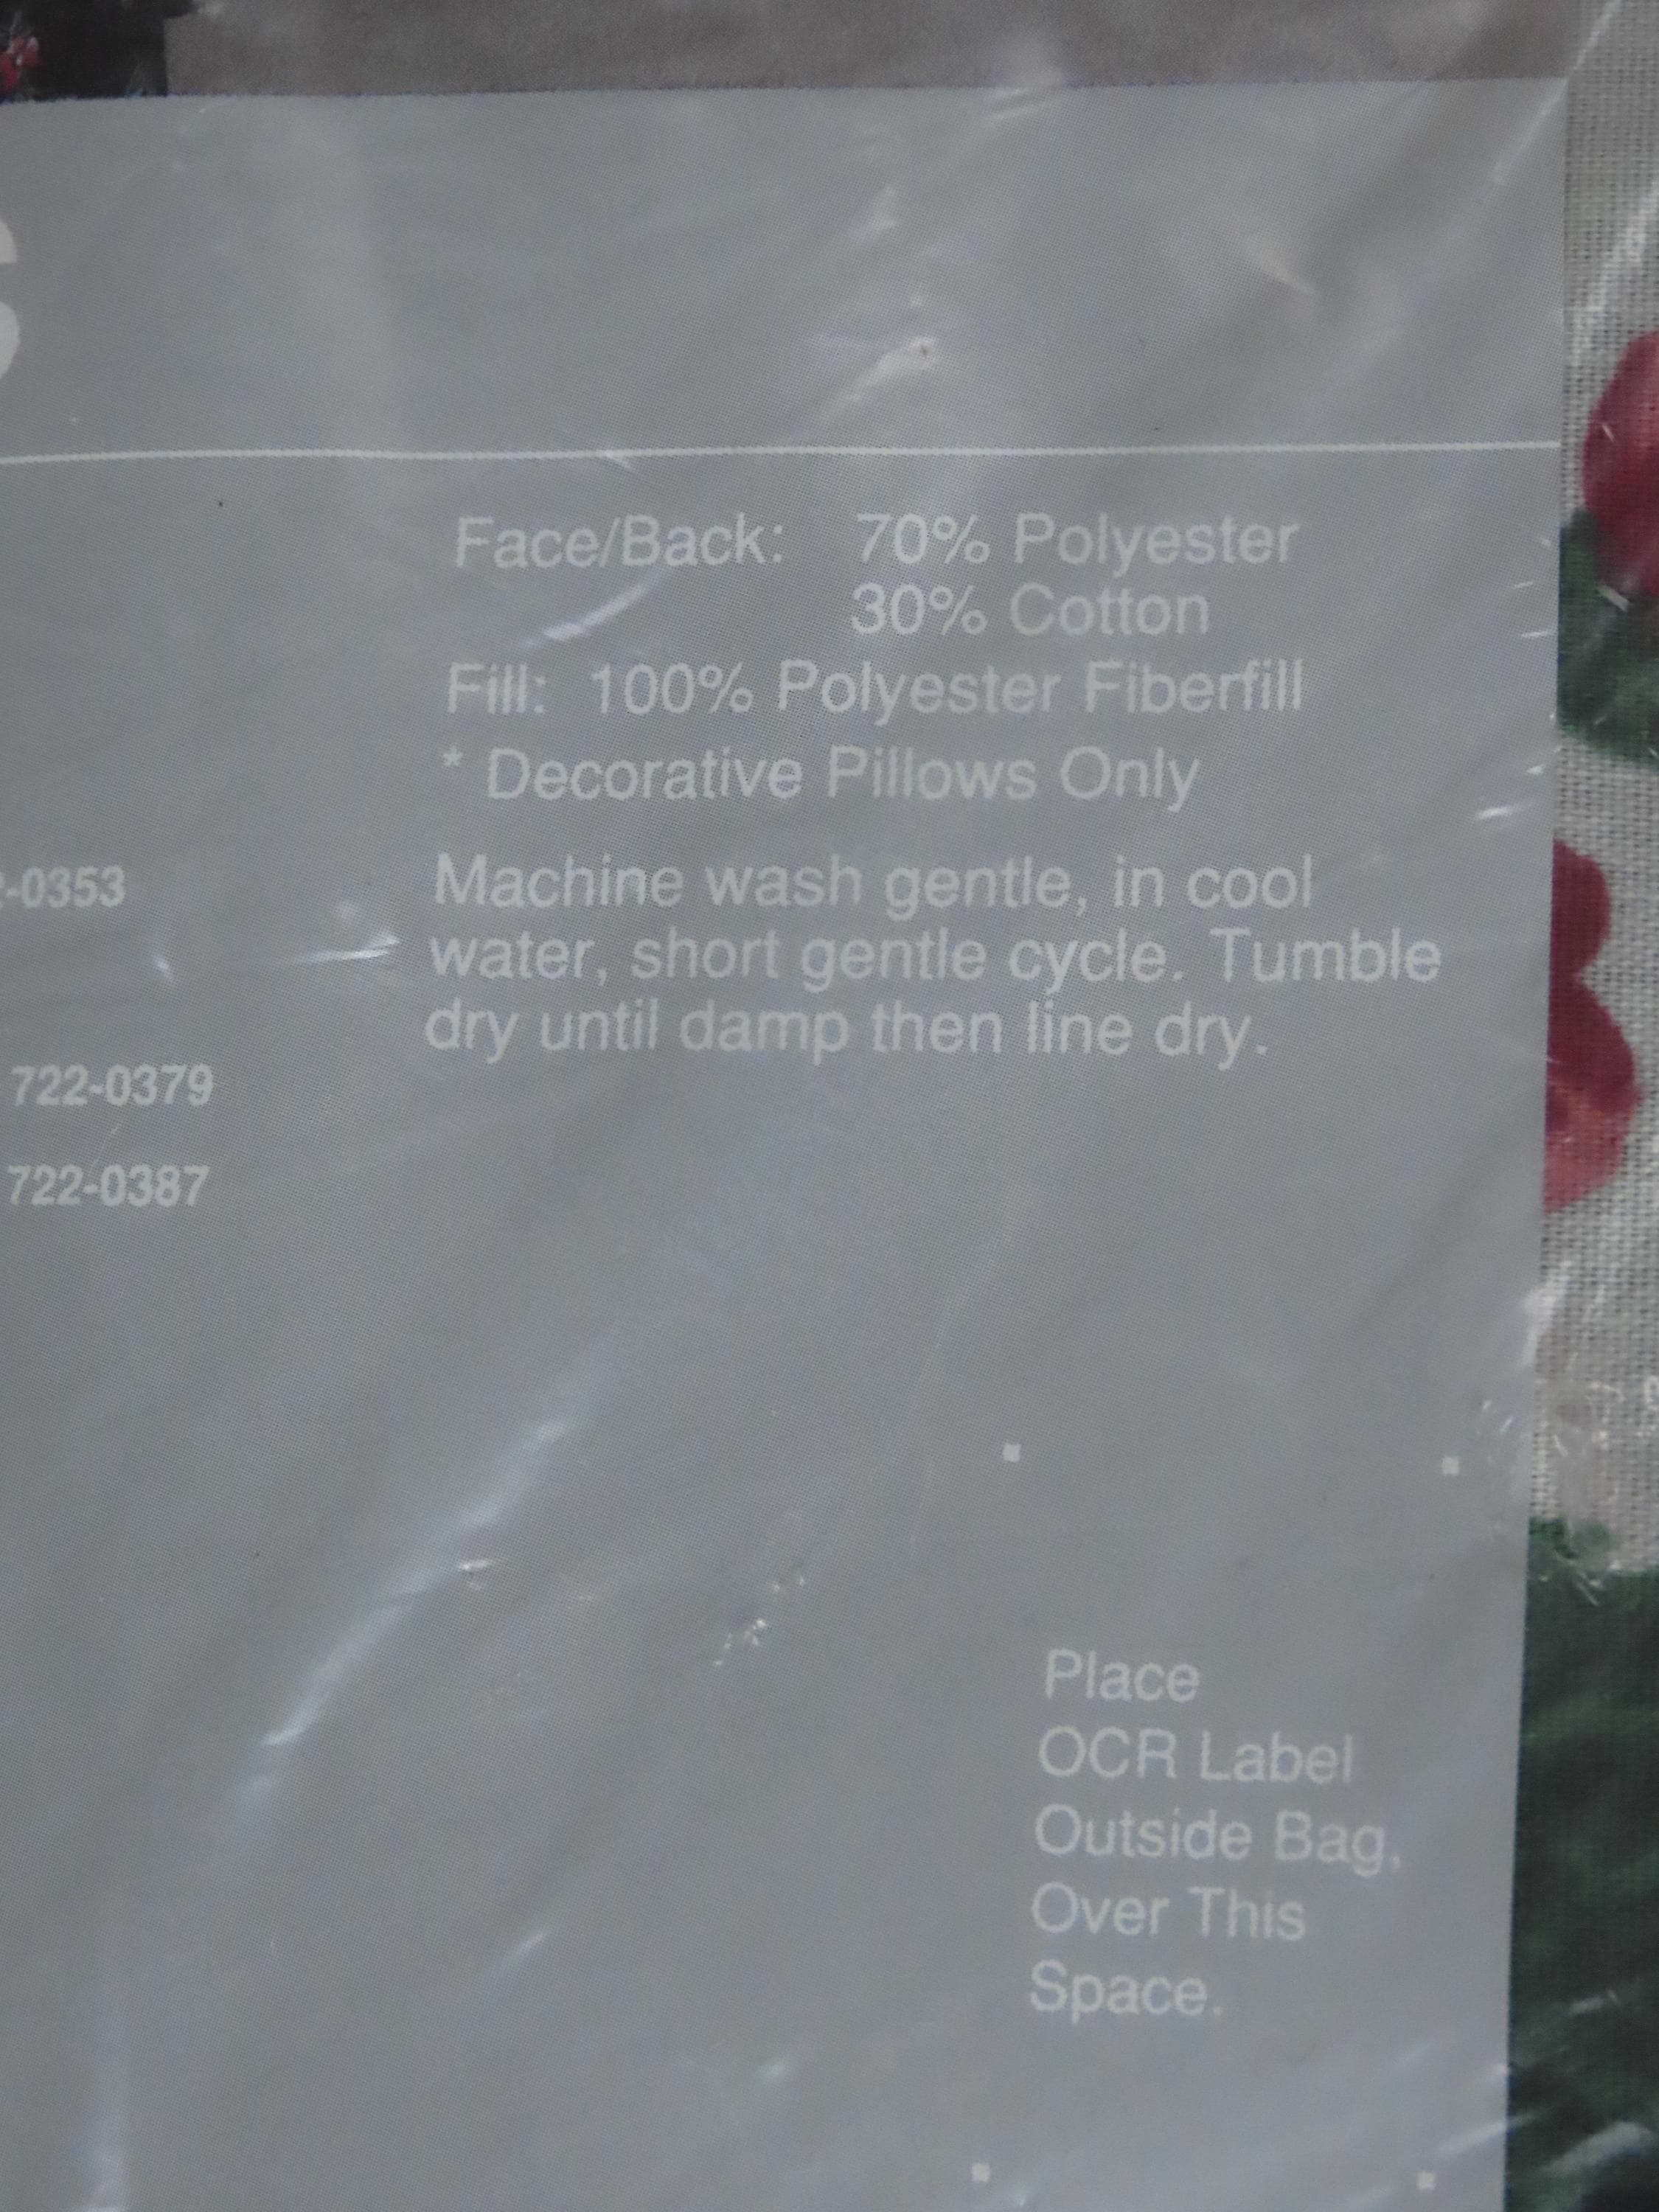 S
Face/Back: 70% Polyester
30% Cotton
Fill: 100% Polyester Fiberfill
* Decorative Pillows Only
2-0353
Machine wash gentle, in cool
water, short gentle cycle. Tumble
dry until damp then line dry.
722-0379
722-0387
Place
OCR Label
Outside Bag,
Over This
Space.